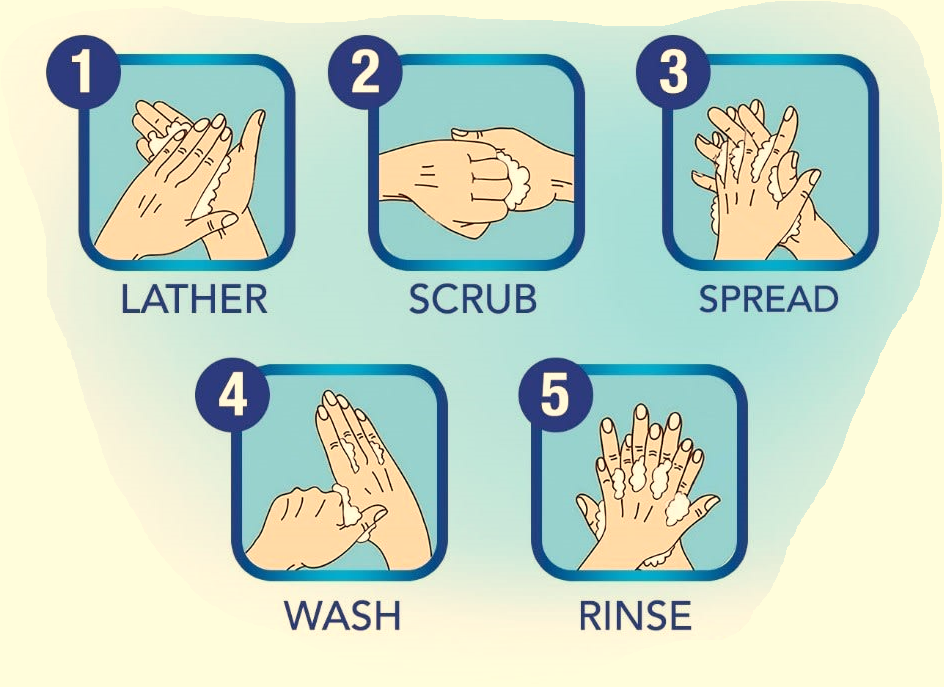 1
LATHER
2
SCRUB
3
SPREAD
4
WASH
5
RINSE